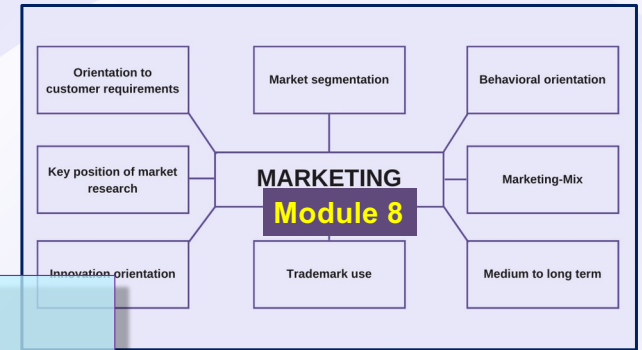 Orientation to
customer requirements
Market segmentation
Behavioral orientation
Key position of market
research
MARKETING
Marketing-Mix
Module 8
Innovation orientation
Trademark use
Medium to long term